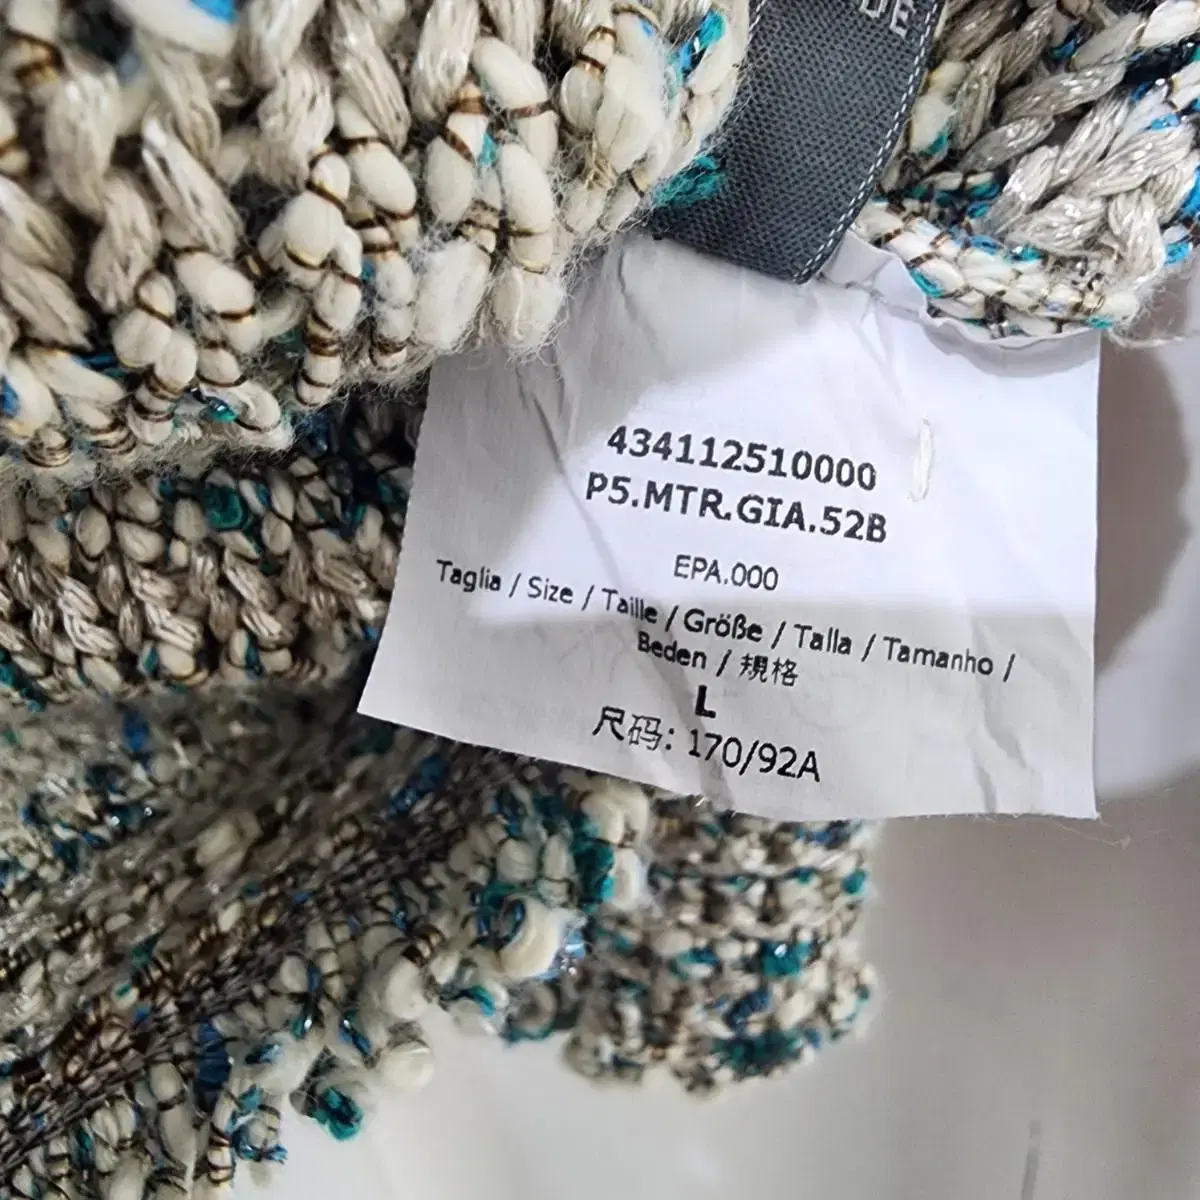 DE
434112510000
P5.MTR.GIA.52B
EPA.000
Taglia / Size / Taille / Größe / Talla / Tamanho /
Beden / 規格
L
尺码: 170/92A